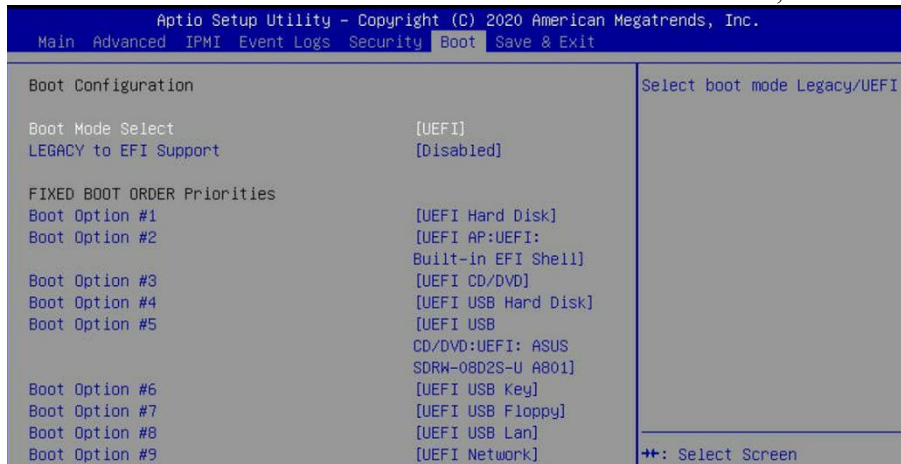 Aptio Setup Utility - Copyright (C) 2020 American Megatrends, Inc.
Main Advanced IPMI Event Logs Security Boot Save & Exit
Boot Configuration
Select boot mode Legacy/UEFI
Boot Mode Select [UEFI]
LEGACY to EFI Support [Disabled]
FIXED BOOT ORDER Priorities
Boot Option #1 [UEFI Hard Disk]
Boot Option #2 [UEFI AP:UEFI:
Built-in EFI Shell]
Boot Option #3 [UEFI CD/DVD]
Boot Option #4 [UEFI USB Hard Disk]
Boot Option #5 [UEFI USB
CD/DVD:UEFI: ASUS
SDRW-08D2S-U A801]
Boot Option #6 [UEFI USB Key]
Boot Option #7 [UEFI USB Floppy]
Boot Option #8 [UEFI USB Lan]
Boot Option #9 [UEFI Network]
→←: Select Screen